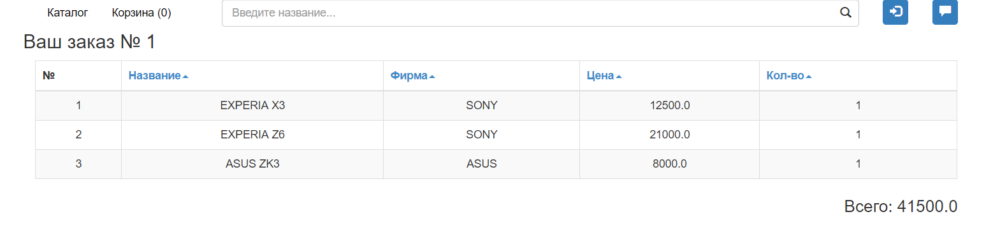 Каталог Корзина (0) Введите название...
Ваш заказ № 1
№ Название Фирма Цена Кол-во
1 EXPERIA X3 SONY 12500.0 1
2 EXPERIA Z6 SONY 21000.0 1
3 ASUS ZK3 ASUS 8000.0 1
Всего: 41500.0